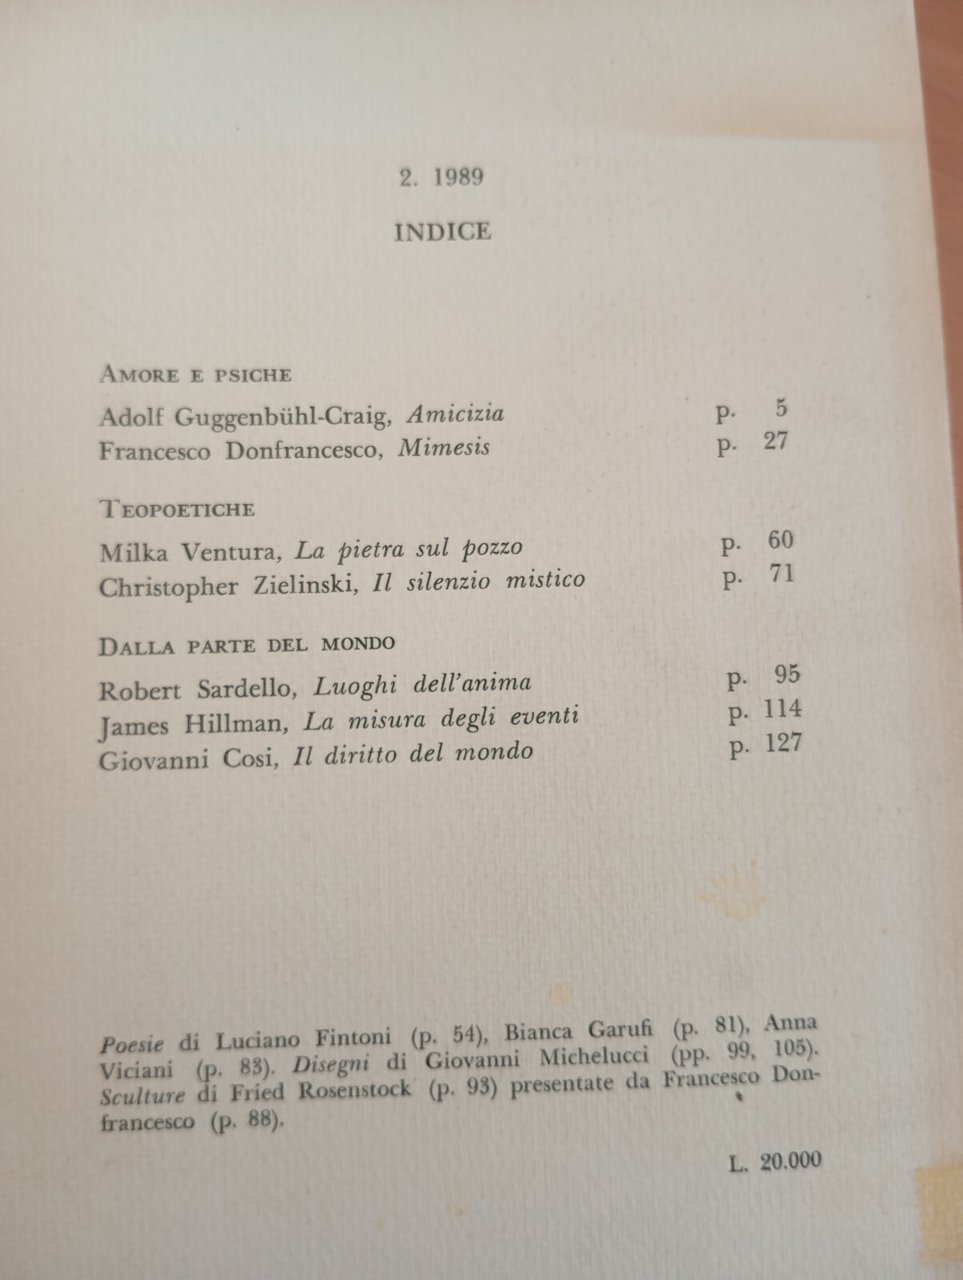 2. 1989
INDICE
AMORE E PSICHE
Adolf Guggenbühl-Craig, Amicizia p. 5
Francesco Donfrancesco, Mimesis p. 27
TEOPOETICHE
Milka Ventura, La pietra sul pozzo p. 60
Christopher Zielinski, Il silenzio mistico p. 71
DALLA PARTE DEL MONDO
Robert Sardello, Luoghi dell'anima p. 95
James Hillman, La misura degli eventi p. 114
Giovanni Cosi, Il diritto del mondo p. 127
Poesie di Luciano Fintoni (p. 54), Bianca Garufi (p. 81), Anna
Viciani (p. 83). Disegni di Giovanni Michelucci (pp. 99, 105).
Sculture di Fried Rosenstock (p. 93) presentate da Francesco Don-
francesco (p. 88).
L. 20.000